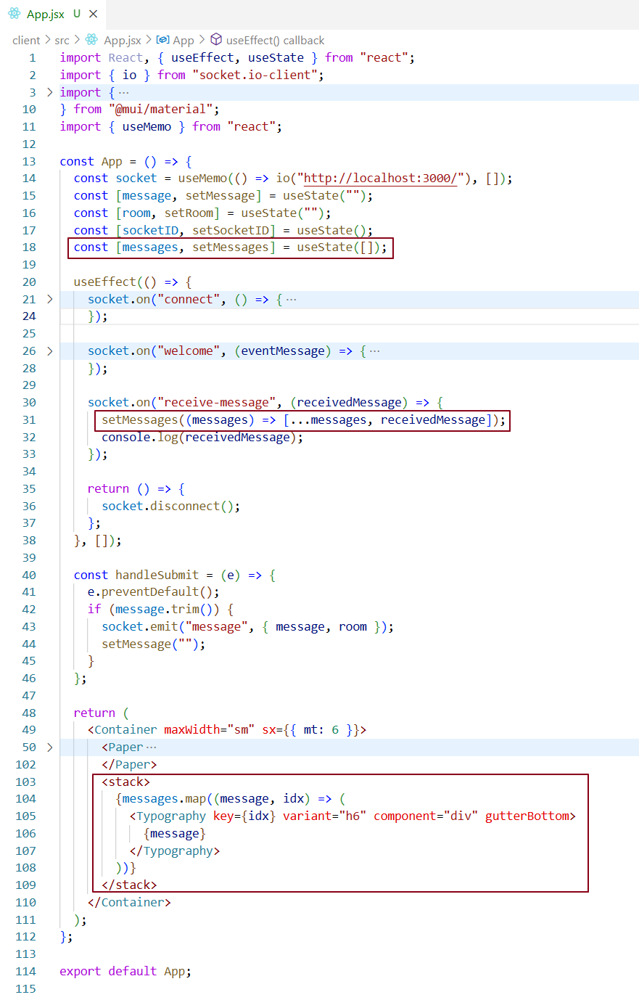 App.jsx U ×
client > src > App.jsx > App > useEffect() callback
1 import React, { useEffect, useState } from "react";
2 import { io } from "socket.io-client";
3 > import { ···
10 } from "@mui/material";
11 import { useMemo } from "react";
12
13 const App = () => {
14 const socket = useMemo(() => io("http://localhost:3000/"), []);
15 const [message, setMessage] = useState("");
16 const [room, setRoom] = useState("");
17 const [socketID, setSocketID] = useState();
18 const [messages, setMessages] = useState([]);
19
20 useEffect(() => {
21 > socket.on("connect", () => { ···
24 });
25
26 > socket.on("welcome", (eventMessage) => { ···
28 });
29
30 socket.on("receive-message", (receivedMessage) => {
31 setMessages((messages) => [...messages, receivedMessage]);
32 console.log(receivedMessage);
33 });
34
35 return () => {
36 socket.disconnect();
37 };
38 }, []);
39
40 const handleSubmit = (e) => {
41 e.preventDefault();
42 if (message.trim()) {
43 socket.emit("message", { message, room });
44 setMessage("");
45 }
46 };
47
48 return (
49 <Container maxWidth="sm" sx={{ mt: 6 }}>
50 > <Paper ···
102 </Paper>
103 <stack>
104 {messages.map((message, idx) => (
105 <Typography key={idx} variant="h6" component="div" gutterBottom>
106 {message}
107 </Typography>
108 ))}
109 </stack>
110 </Container>
111 );
112 };
113
114 export default App;
115